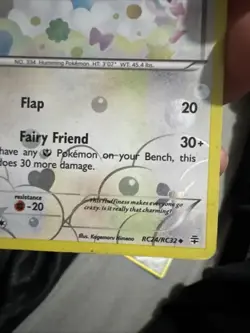 NO. 334 Humming Pokémon HT: 3'07" WT: 45.4 lbs.
Flap 20
Fairy Friend 30+
have any Pokémon on your Bench, this
does 30 more damage.
resistance
-20
This fluffiness makes everyone go
crazy. Is it really that charming?
Illus. Kagemaru Himeno RC24/RC32